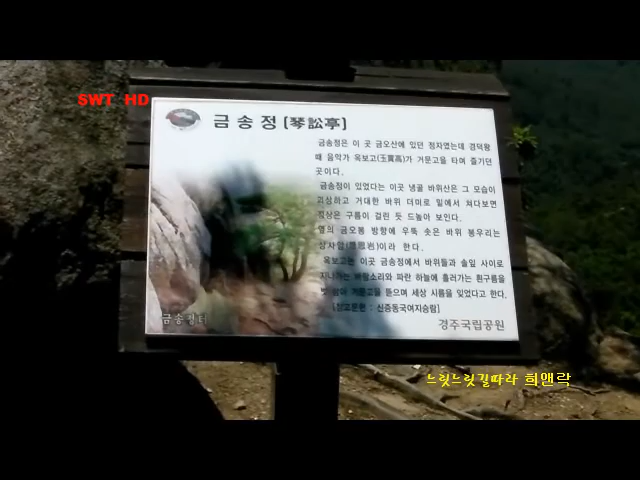 SWT HD
금송정 [琴訟亭]
금송정은 이 곳 금오산에 있던 정자였는데 경덕왕
때 음악가 옥보고(玉寶高)가 거문고를 타며 즐기던
곳이다.
금송정이 있었다는 이곳 냉골 바위산은 그 모습이
괴상하고 거대한 바위 더미로 밑에서 쳐다보면
정상은 구름이 걸린 듯 드높아 보인다.
옆의 금오봉 방향에 우뚝 솟은 바위 봉우리는
상사암(想思岩)이라 한다.
옥보고는 이곳 금송정에서 바위들과 솔잎 사이로
지나가는 바람소리와 파란 하늘에 흘러가는 흰구름을
벗 삼아 거문고를 뜯으며 세상 시름을 잊었다고 한다.
[참고문헌 : 신증동국여지승람]
금송정터
경주국립공원
느릿느릿길따라 희앤락